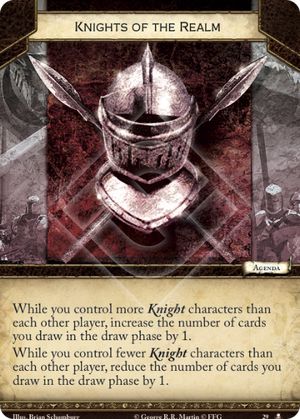 KNIGHTS OF THE REALM
AGENDA
While you control more Knight characters than
each other player, increase the number of cards
you draw in the draw phase by 1.
While you control fewer Knight characters than
each other player, reduce the number of cards you
draw in the draw phase by 1.
Illus. Brian Schomburg © George R.R. Martin © FFG 29